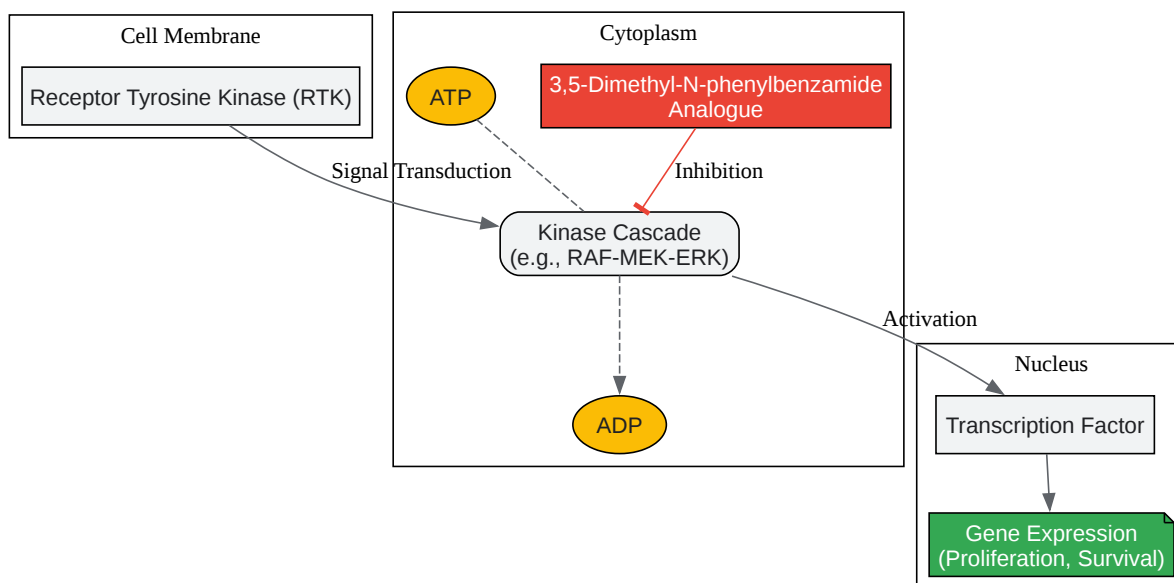 Cell Membrane
Receptor Tyrosine Kinase (RTK)
Cytoplasm
ATP
3,5-Dimethyl-N-phenylbenzamide
Analogue
Signal Transduction
Inhibition
Kinase Cascade
(e.g., RAF-MEK-ERK)
Activation
ADP
Nucleus
Transcription Factor
Gene Expression
(Proliferation, Survival)